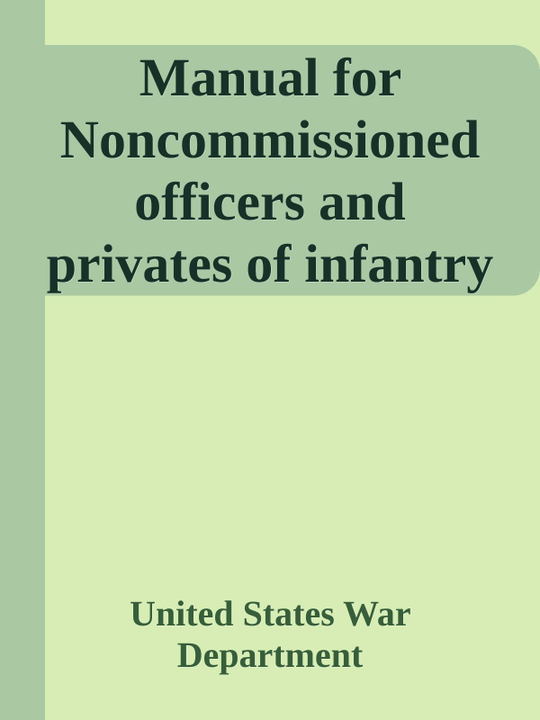 Manual for
Noncommissioned
officers and
privates of infantry
United States War
Department